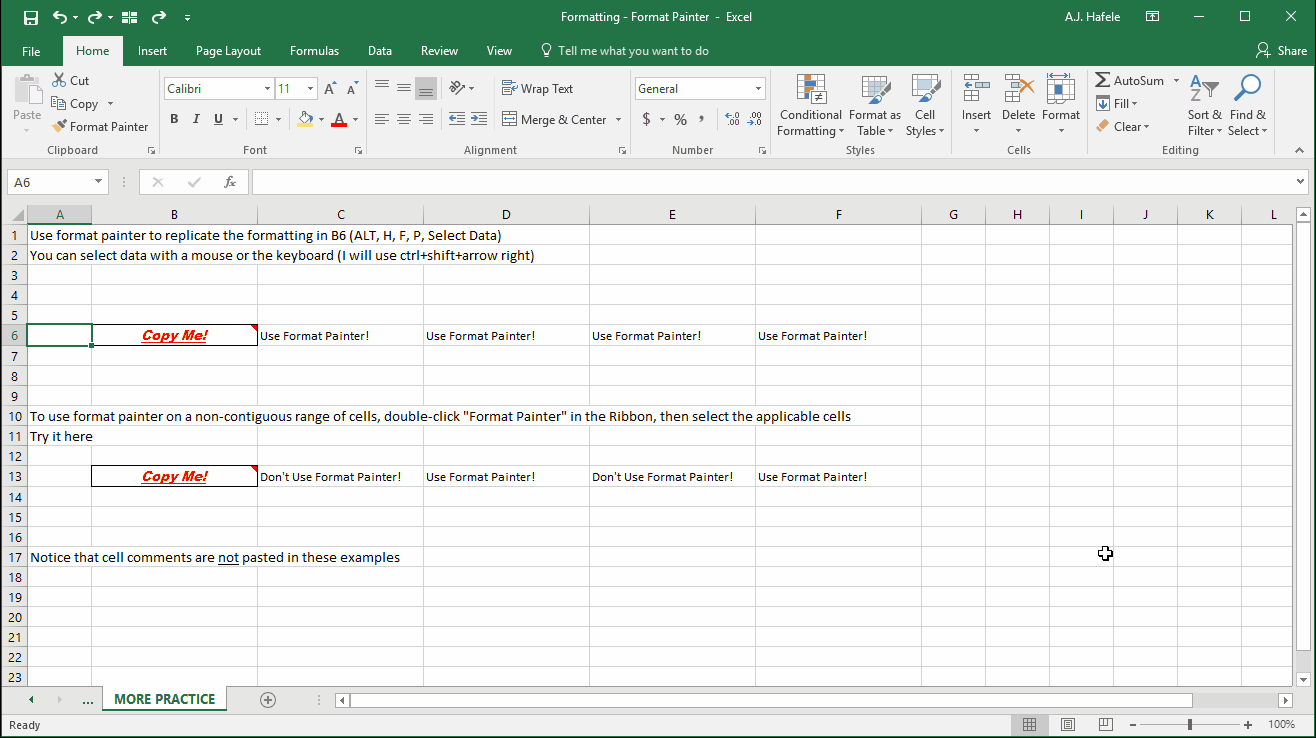 Formatting - Format Painter - Excel
A.J. Hafele
File Home Insert Page Layout Formulas Data Review View Tell me what you want to do Share
Paste
Cut
Copy
Format Painter
Clipboard
Calibri 11
B I U A
Font
Wrap Text
Merge & Center
Alignment
General
$ % ,
Number
Conditional Formatting
Format as Table
Cell Styles
Styles
Insert Delete Format
Cells
AutoSum
Fill
Clear
Sort & Filter
Find & Select
Editing
A6 fx
A B C D E F G H I J K L
1 Use format painter to replicate the formatting in B6 (ALT, H, F, P, Select Data)
2 You can select data with a mouse or the keyboard (I will use ctrl+shift+arrow right)
3
4
5
6 Copy Me! Use Format Painter! Use Format Painter! Use Format Painter! Use Format Painter!
7
8
9
10 To use format painter on a non-contiguous range of cells, double-click "Format Painter" in the Ribbon, then select the applicable cells
11 Try it here
12
13 Copy Me! Don't Use Format Painter! Use Format Painter! Don't Use Format Painter! Use Format Painter!
14
15
16
17 Notice that cell comments are not pasted in these examples
18
19
20
21
22
23
... MORE PRACTICE
Ready 100%